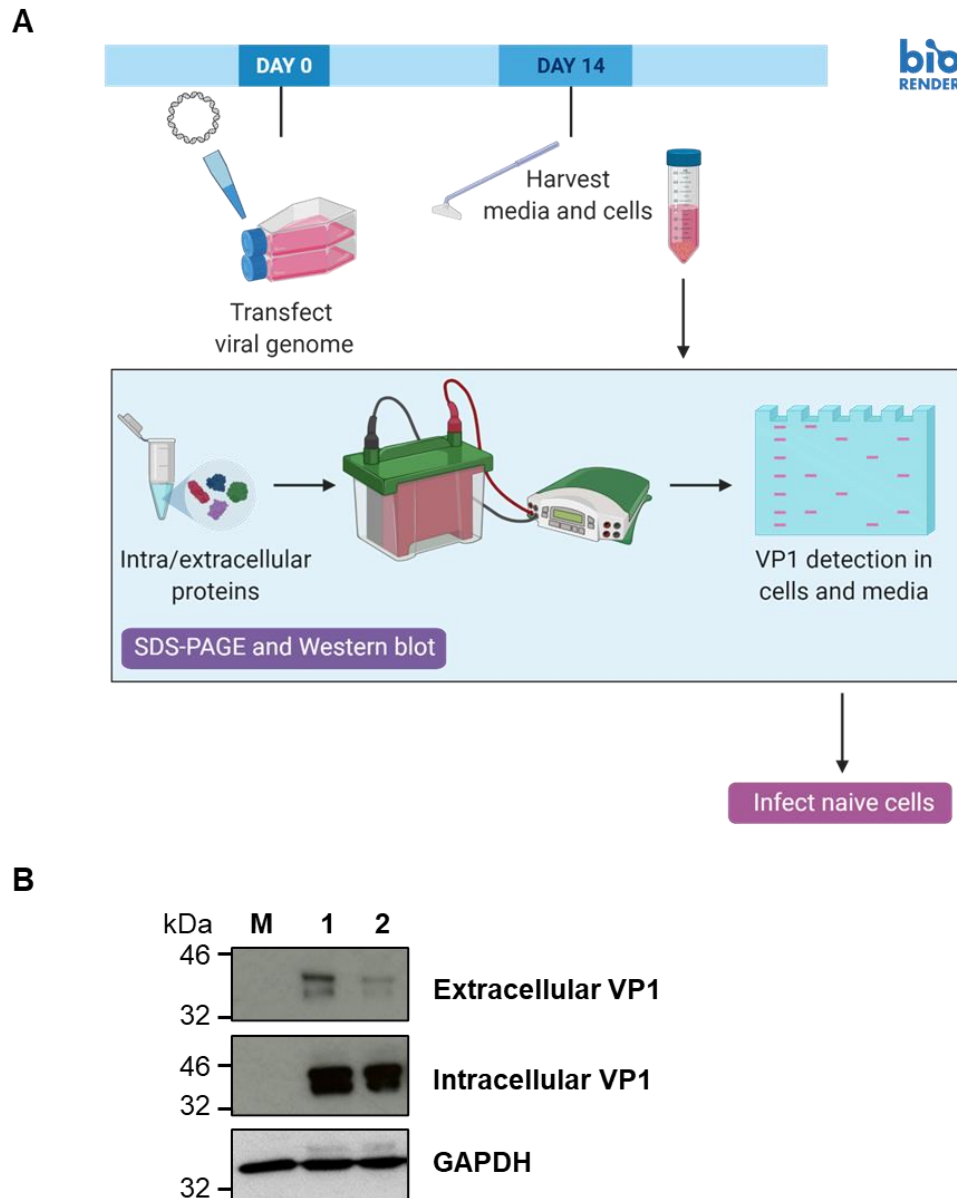 A
DAY 0
DAY 14
bio
RENDER
Harvest
media and cells
Transfect
viral genome
Intra/extracellular
proteins
VP1 detection in
cells and media
SDS-PAGE and Western blot
Infect naive cells
B
kDa M 1 2
46
32
Extracellular VP1
46
32
Intracellular VP1
32
GAPDH